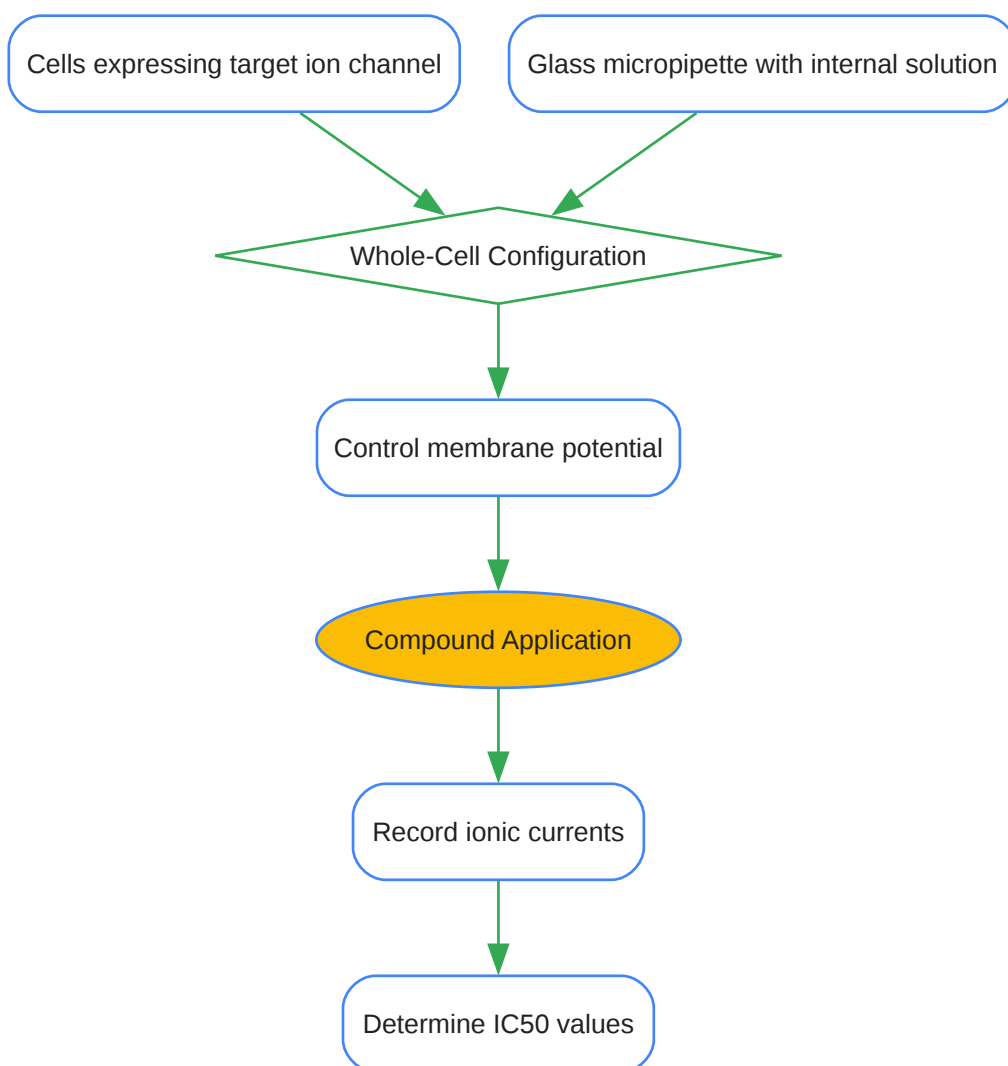 Cells expressing target ion channel
Glass micropipette with internal solution
Whole-Cell Configuration
Control membrane potential
Compound Application
Record ionic currents
Determine IC50 values